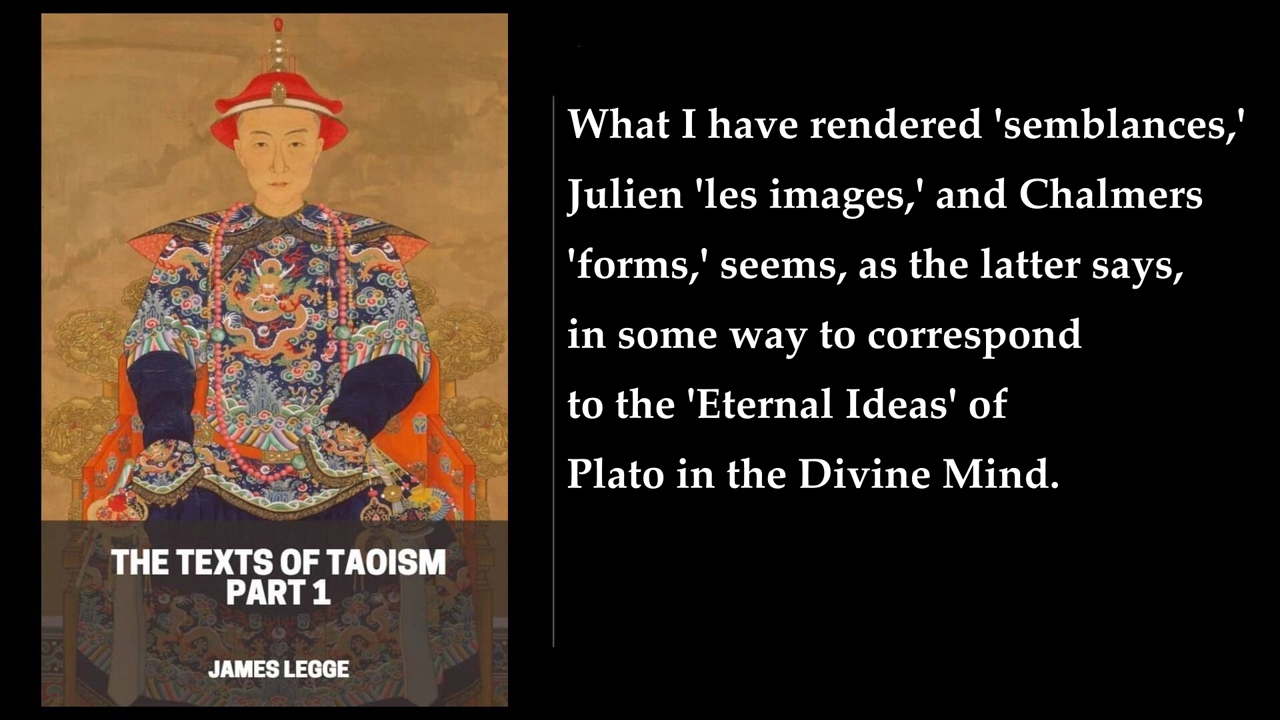 THE TEXTS OF TAOISM
PART 1
JAMES LEGGE
What I have rendered 'semblances,'
Julien 'les images,' and Chalmers
'forms,' seems, as the latter says,
in some way to correspond
to the 'Eternal Ideas' of
Plato in the Divine Mind.